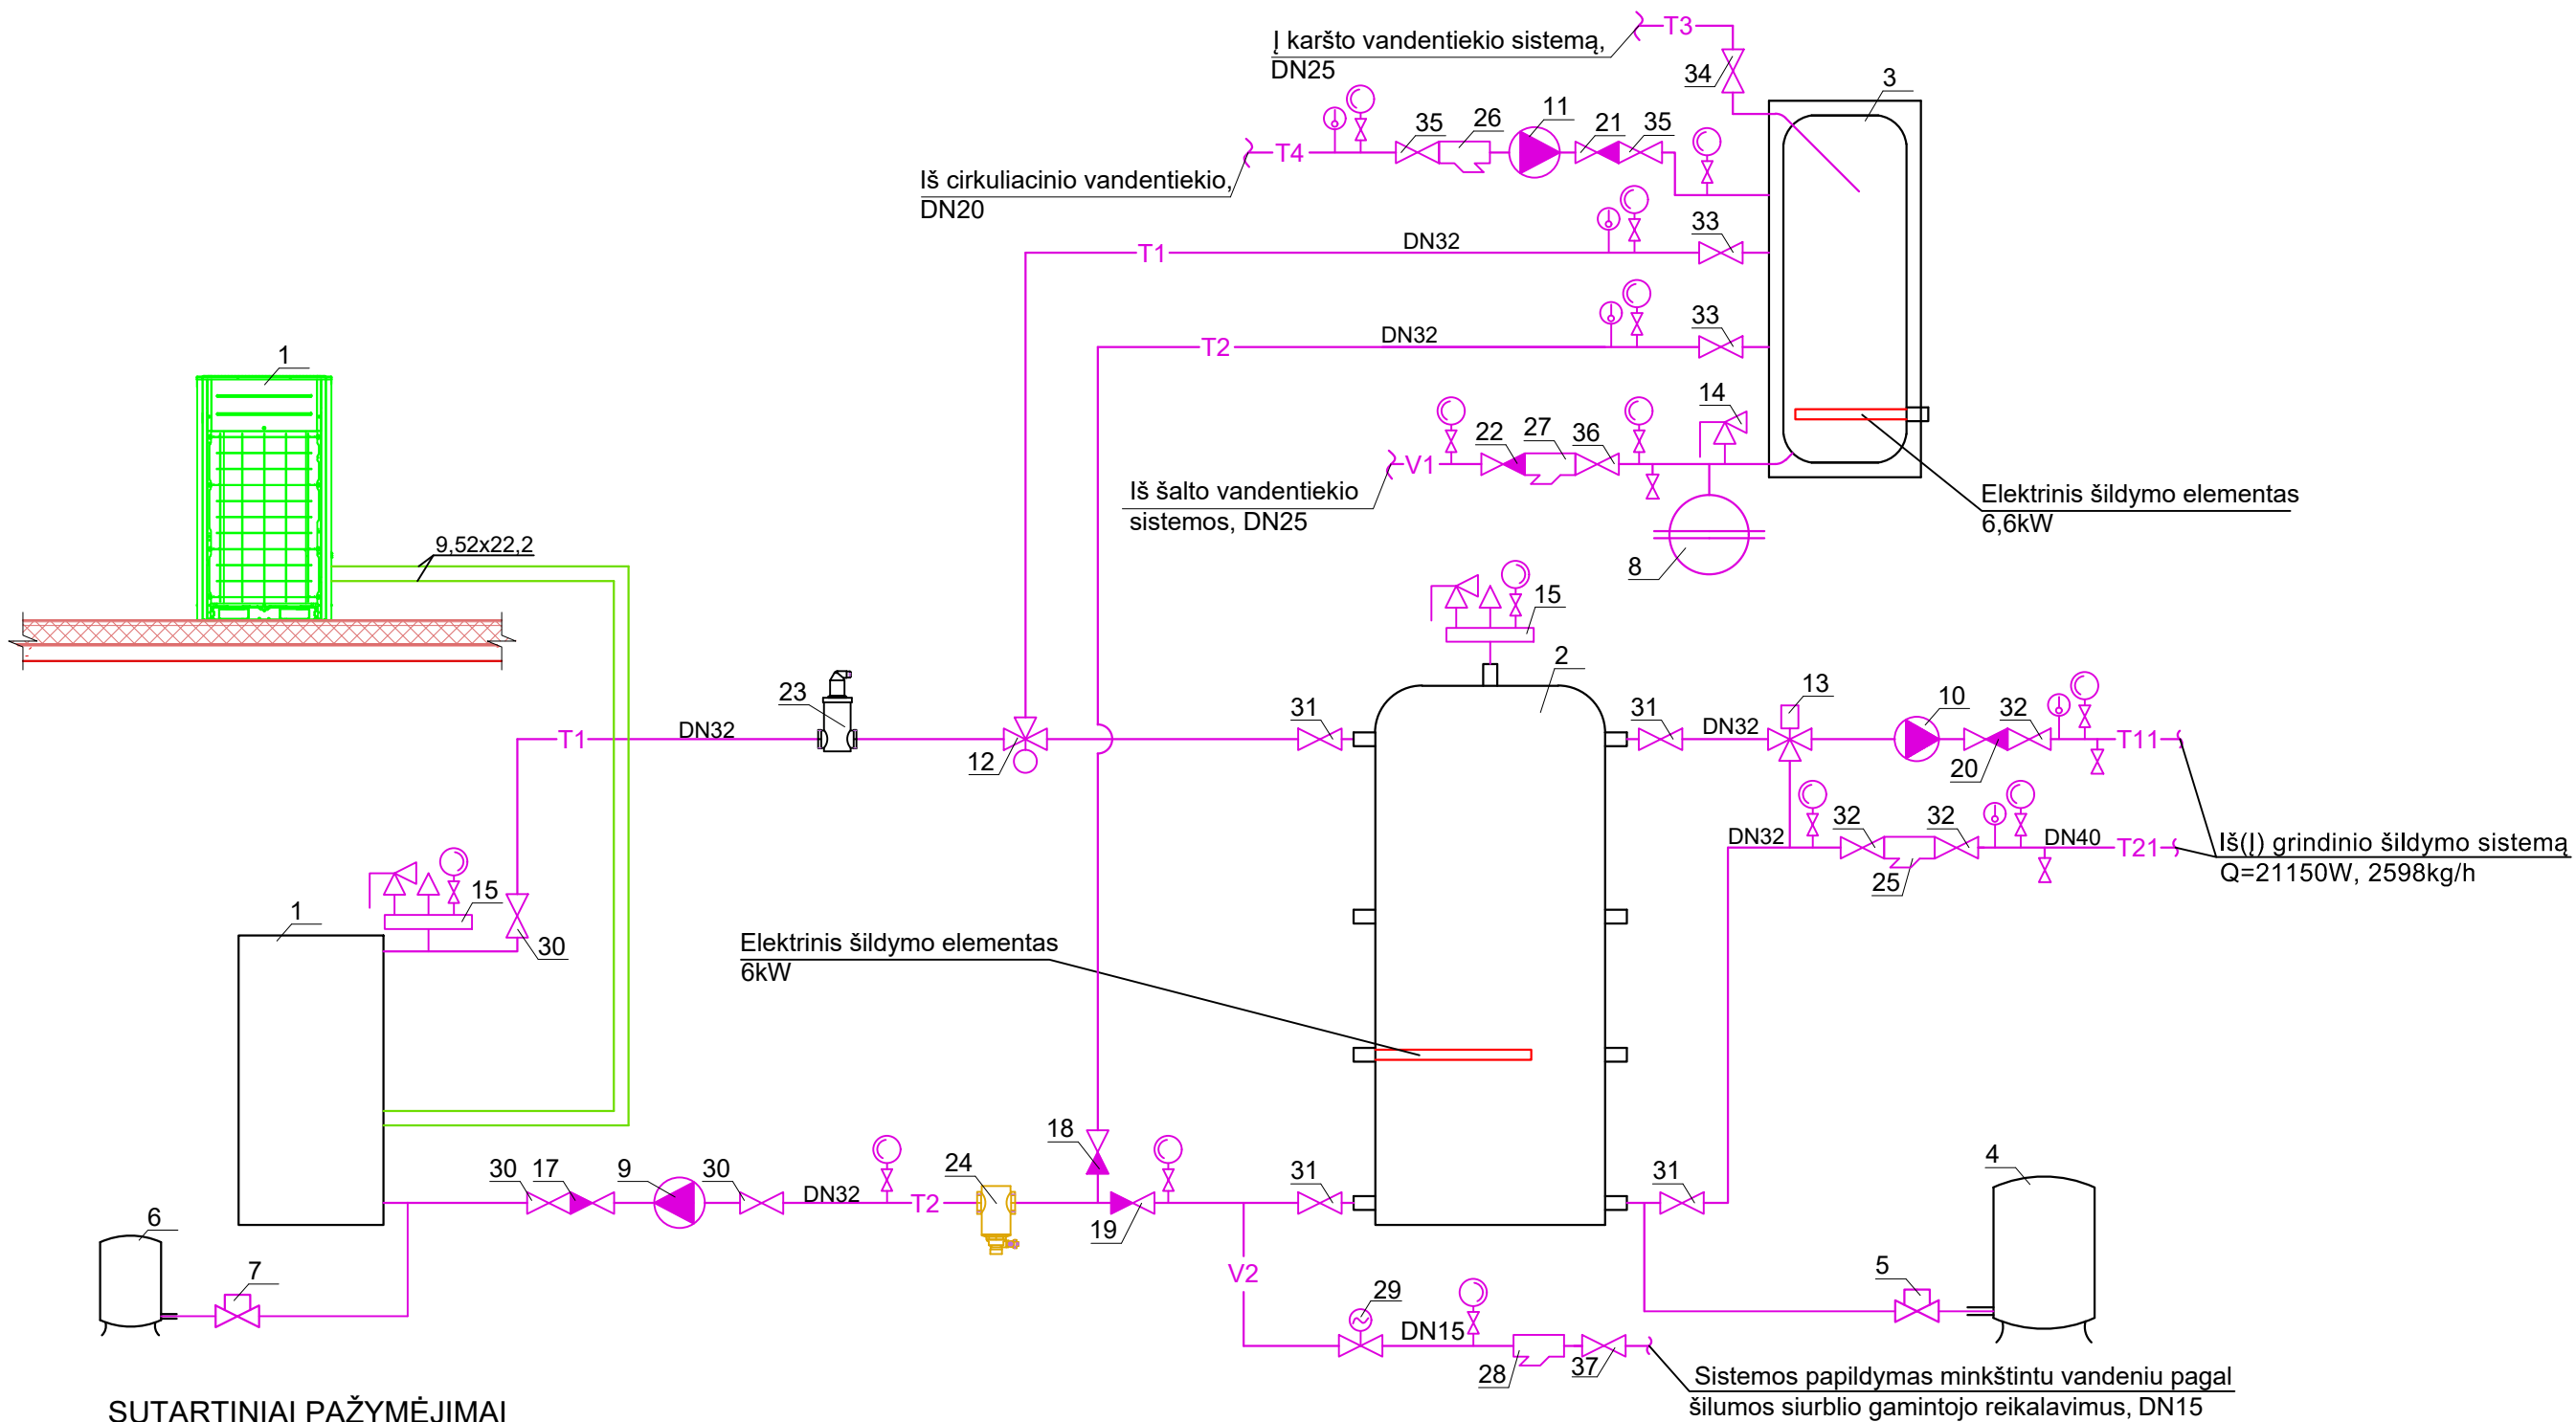 T3
Į karšto vandentiekio sistemą,
DN25
34
3
35
26
11
21
35
T4
Iš cirkuliacinio vandentiekio,
DN20
33
DN32
T1
33
DN32
T2
1
14
22
27
36
V1
Iš šalto vandentiekio
sistemos, DN25
Elektrinis šildymo elementas
6,6kW
9,52x22,2
8
15
2
23
13
10
31
31
32
DN32
T1
DN32
12
20
T11
32
32
DN32
DN40
T21
Iš(Į) grindinio šildymo sistemą
Q=21150W, 2598kg/h
25
15
1
30
Elektrinis šildymo elementas
6kW
18
4
30
17
9
30
24
31
31
DN32
T2
19
6
7
V2
5
29
DN15
28
37
Sistemos papildymas minkštintu vandeniu pagal
šilumos siurblio gamintojo reikalavimus, DN15
SUTARTINIAI PAŽYMĖJIMAI